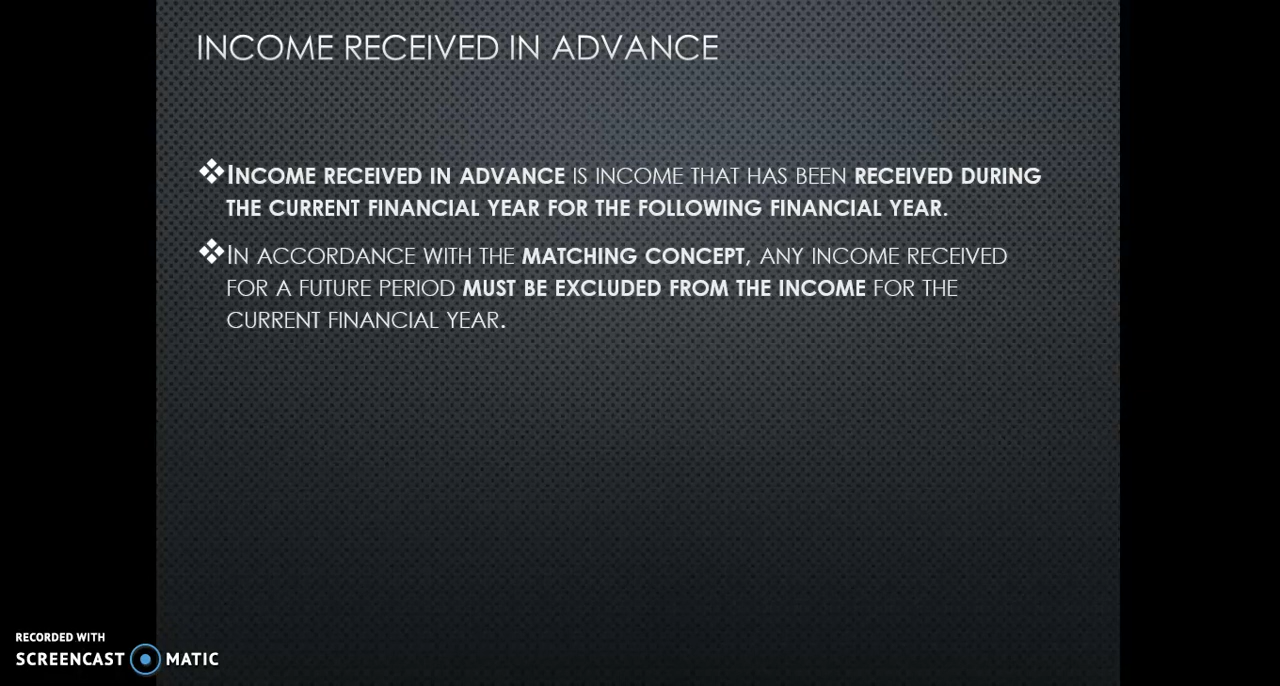 INCOME RECEIVED IN ADVANCE
❖INCOME RECEIVED IN ADVANCE IS INCOME THAT HAS BEEN RECEIVED DURING
THE CURRENT FINANCIAL YEAR FOR THE FOLLOWING FINANCIAL YEAR.
❖IN ACCORDANCE WITH THE MATCHING CONCEPT, ANY INCOME RECEIVED
FOR A FUTURE PERIOD MUST BE EXCLUDED FROM THE INCOME FOR THE
CURRENT FINANCIAL YEAR.
RECORDED WITH
SCREENCAST MATIC